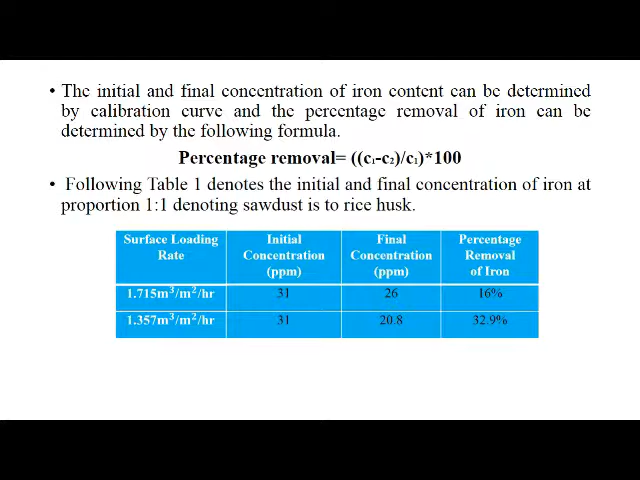 • The initial and final concentration of iron content can be determined
by calibration curve and the percentage removal of iron can be
determined by the following formula.
Percentage removal= ((c₁-c₂)/c₁)*100
• Following Table 1 denotes the initial and final concentration of iron at
proportion 1:1 denoting sawdust is to rice husk.
Surface Loading Rate | Initial Concentration (ppm) | Final Concentration (ppm) | Percentage Removal of Iron
1.715m³/m²/hr | 31 | 26 | 16%
1.357m³/m²/hr | 31 | 20.8 | 32.9%